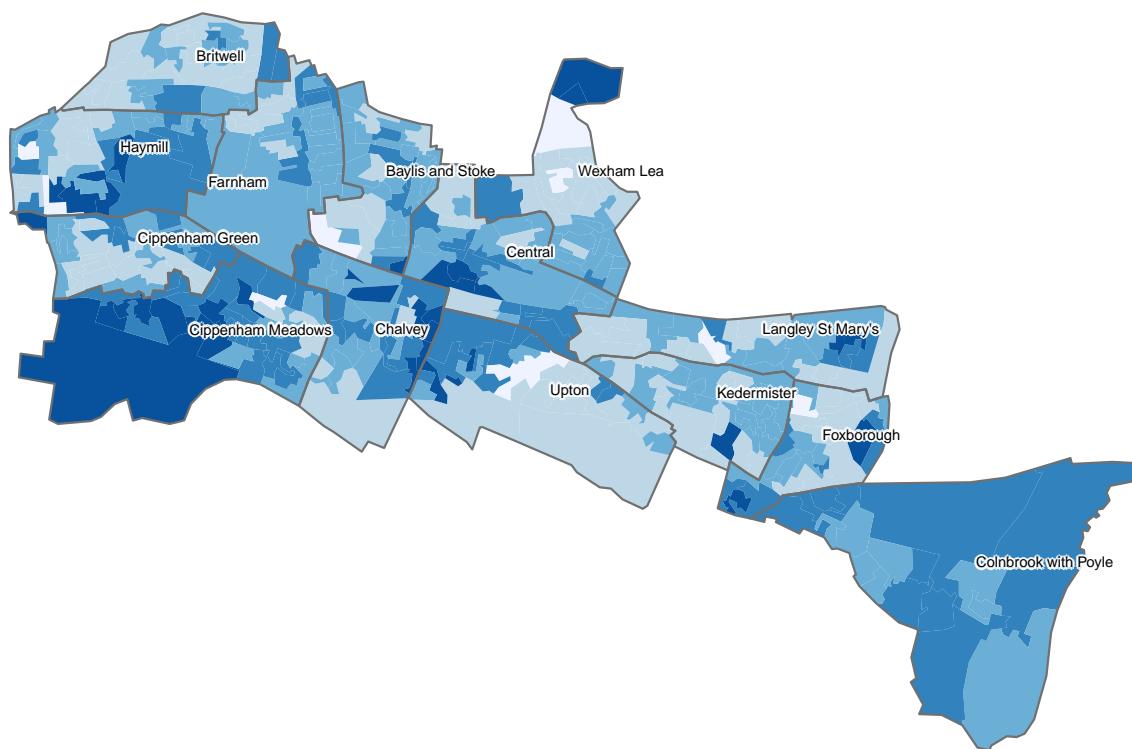 Britwell
Haymill
Farnham
Baylis and Stoke
Wexham Lea
Cippenham Green
Central
Cippenham Meadows
Chalvey
Langley St Mary's
Upton
Kedermister
Foxborough
Colnbrook with Poyle